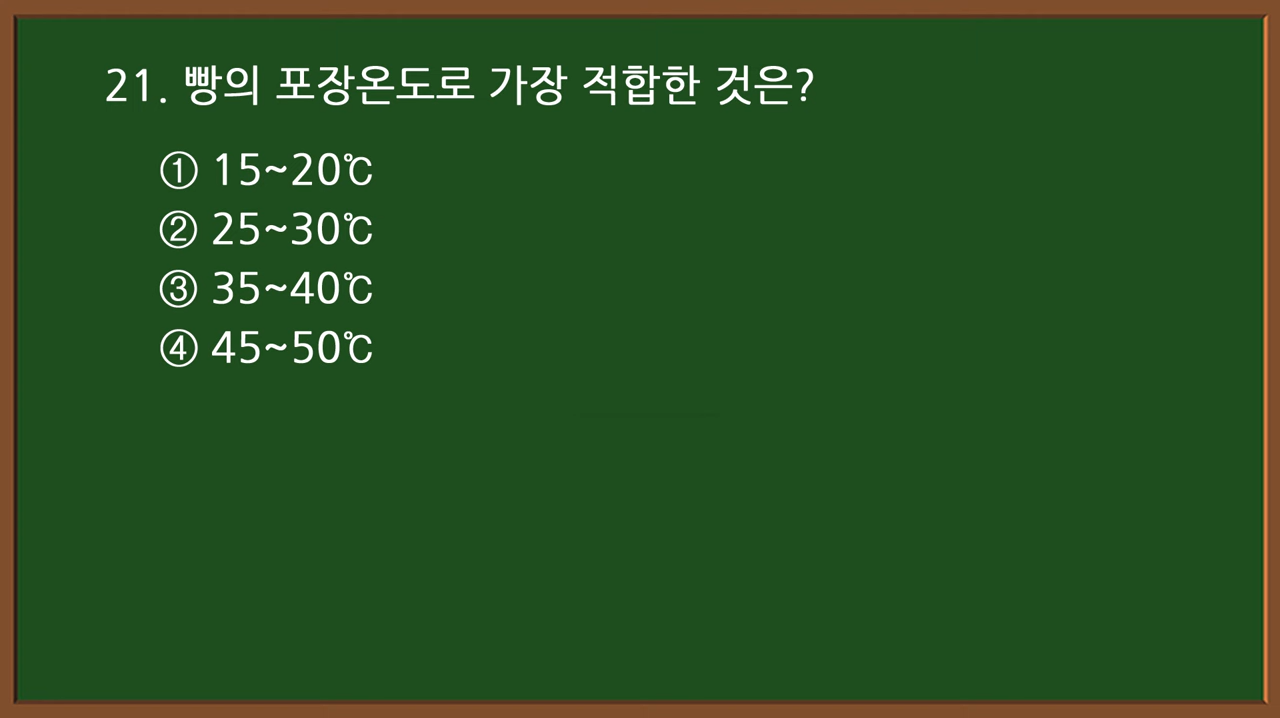 21. 빵의 포장온도로 가장 적합한 것은?
① 15~20℃
② 25~30℃
③ 35~40℃
④ 45~50℃